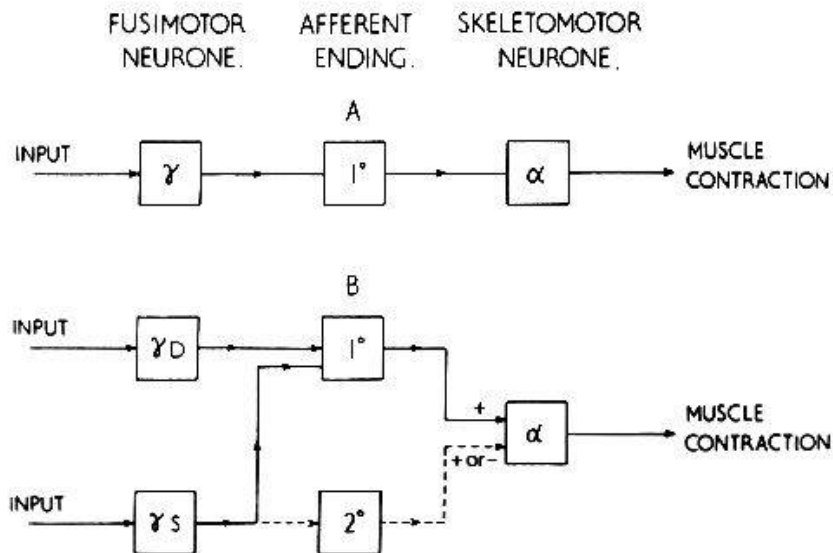 FUSIMOTOR NEURONE.
AFFERENT ENDING.
SKELETOMOTOR NEURONE.
A
INPUT
γ
1°
α
MUSCLE CONTRACTION
B
INPUT
γD
1°
+
α
MUSCLE CONTRACTION
+or-
INPUT
γS
2°